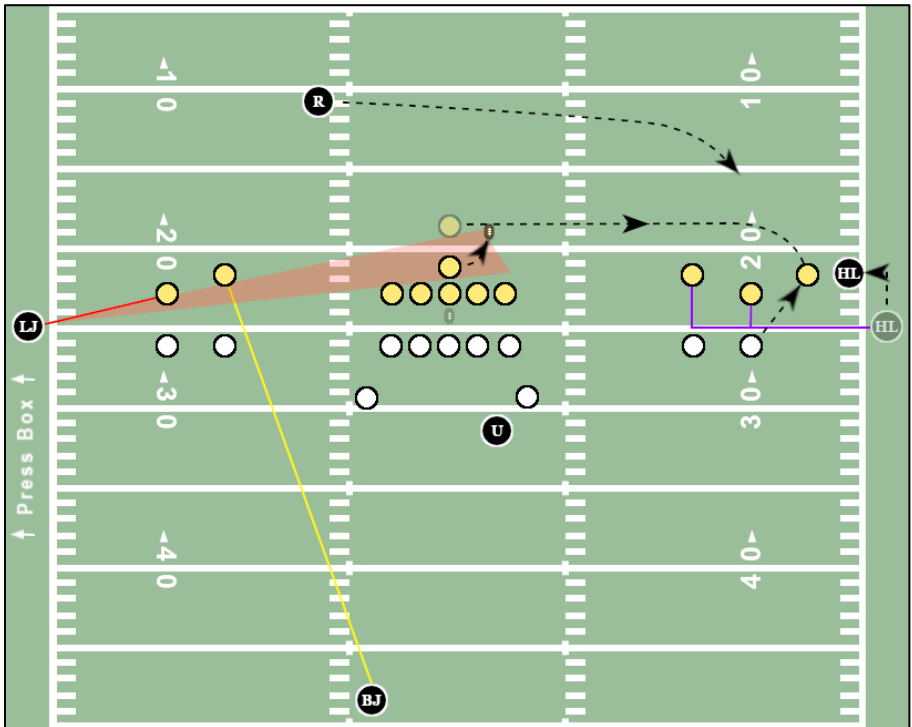 ◄10
10►
R
◄20
20►
HL
LJ
HL
◄30
30►
U
↑ Press Box ↑
◄40
40►
BJ